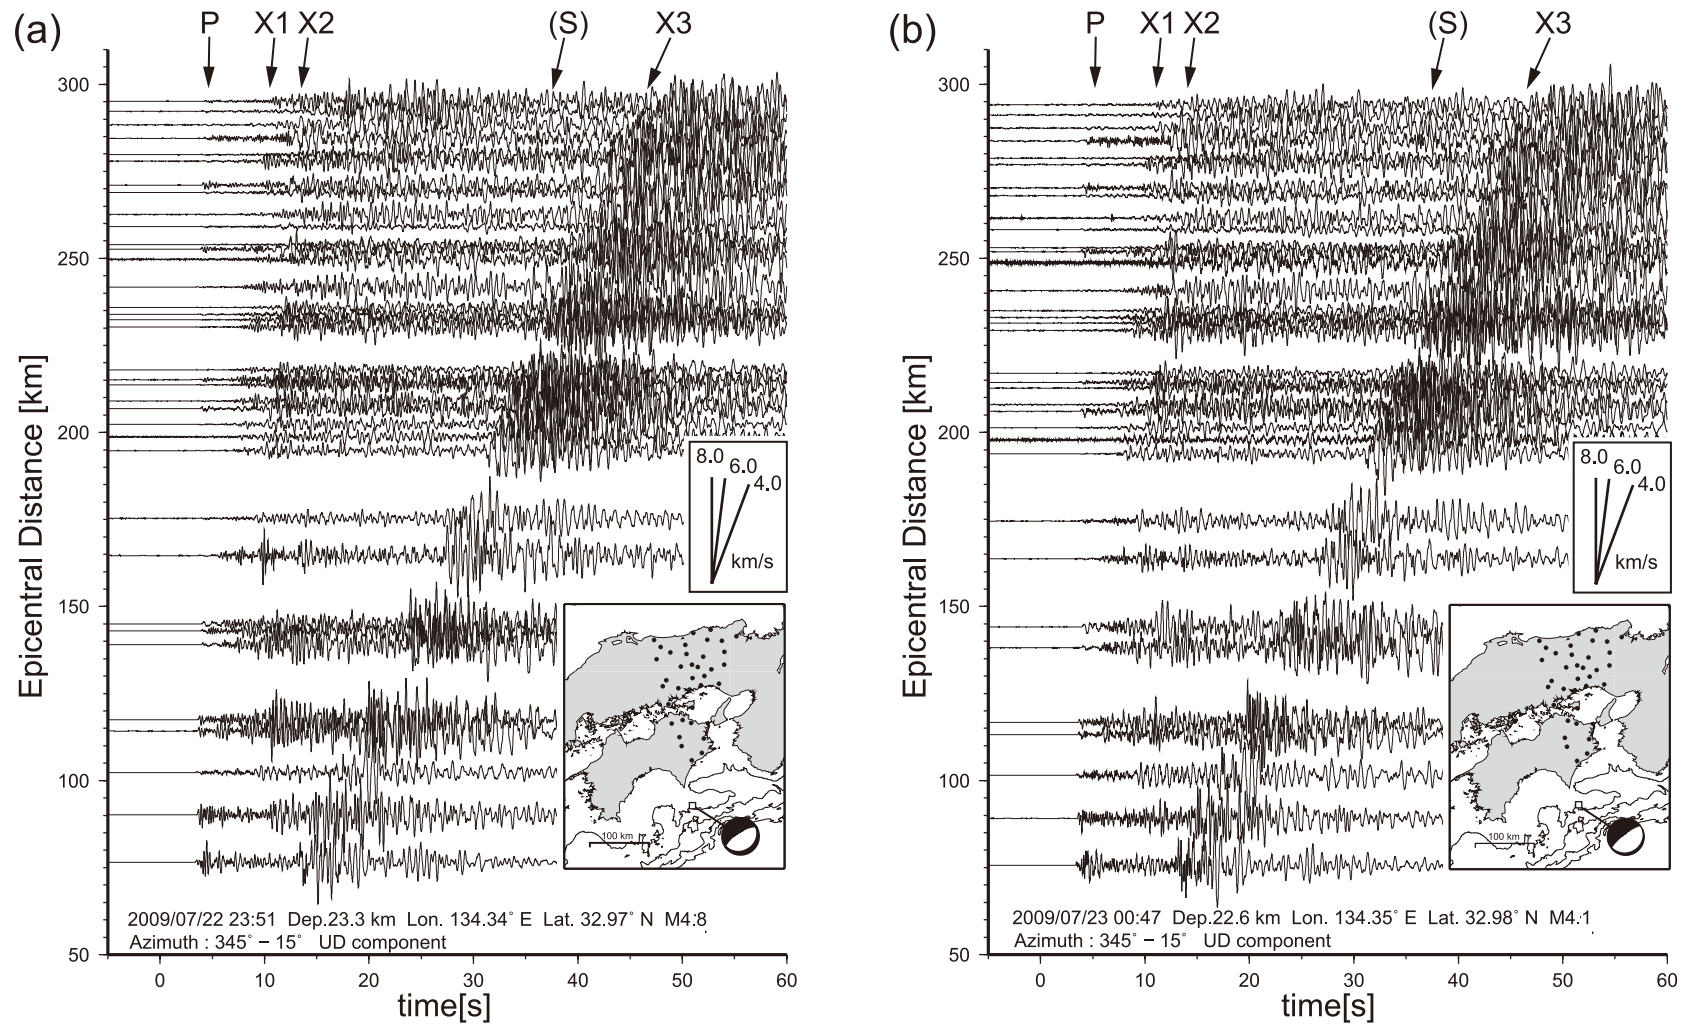 (a)
P X1 X2 (S) X3
300
250
200
150
100
50
Epicentral Distance [km]
8.0
6.0
4.0
km/s
100 km
2009/07/22 23:51 Dep.23.3 km Lon. 134.34° E Lat. 32.97° N M4.8
Azimuth : 345° − 15° UD component
0 10 20 30 40 50 60
time[s]
(b)
P X1 X2 (S) X3
300
250
200
150
100
50
Epicentral Distance [km]
8.0
6.0
4.0
km/s
100 km
2009/07/23 00:47 Dep.22.6 km Lon. 134.35° E Lat. 32.98° N M4.1
Azimuth : 345° − 15° UD component
0 10 20 30 40 50 60
time[s]